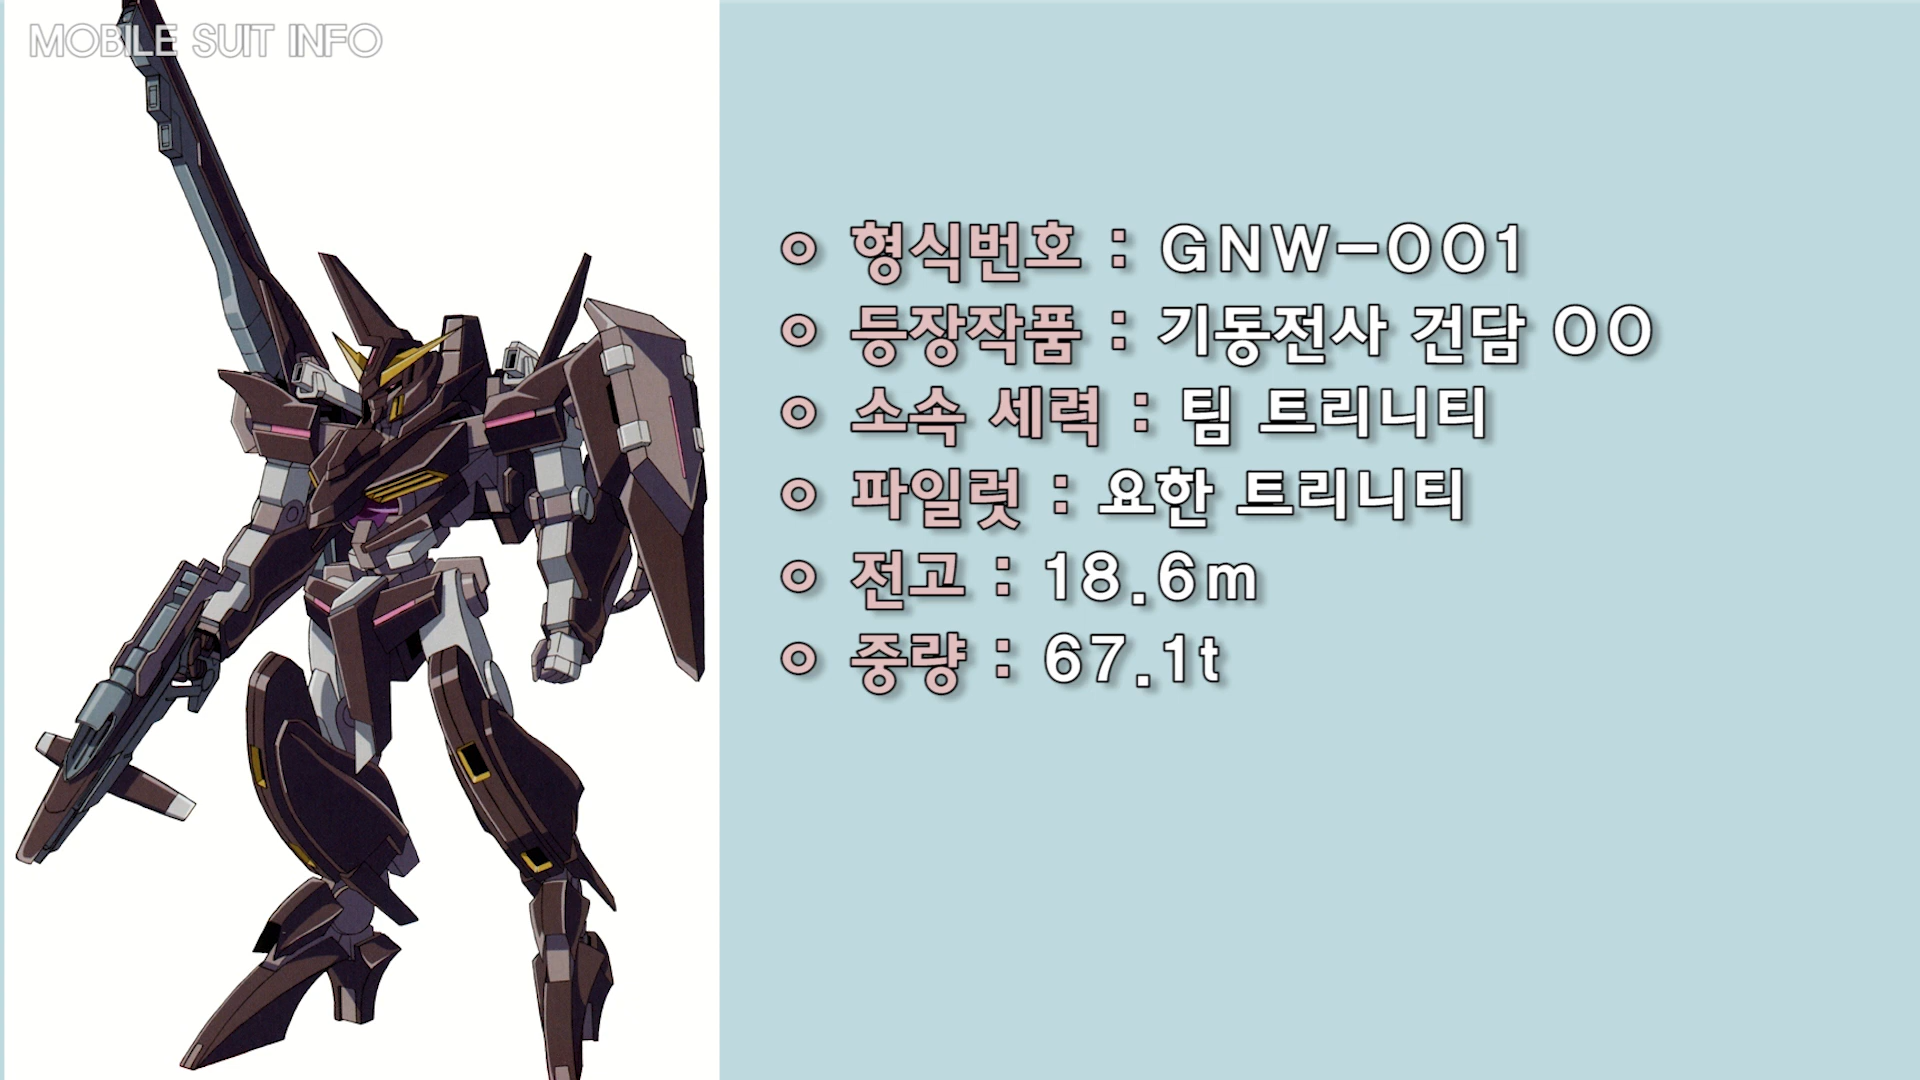 MOBILE SUIT INFO
ㅇ 형식번호 : GNW-001
ㅇ 등장작품 : 기동전사 건담 OO
ㅇ 소속 세력 : 팀 트리니티
ㅇ 파일럿 : 요한 트리니티
ㅇ 전고 : 18.6m
ㅇ 중량 : 67.1t